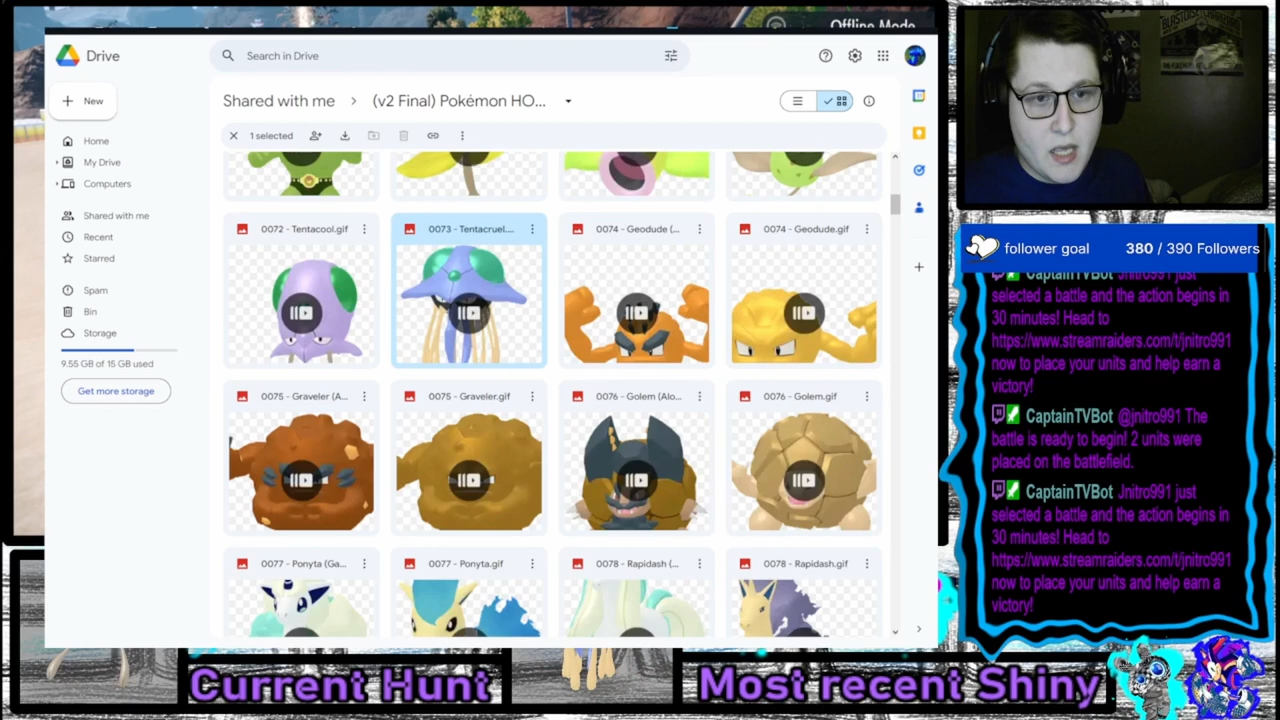 Offline Mode
Drive
Search in Drive
New
Shared with me
(v2 Final) Pokémon HO...
1 selected
Home
My Drive
Computers
Shared with me
Recent
Starred
Spam
Bin
Storage
9.55 GB of 15 GB used
Get more storage
0072 - Tentacool.gif
0073 - Tentacruel....
0074 - Geodude (...
0074 - Geodude.gif
0075 - Graveler (A...
0075 - Graveler.gif
0076 - Golem (Alo...
0076 - Golem.gif
0077 - Ponyta (Ga...
0077 - Ponyta.gif
0078 - Rapidash (...
0078 - Rapidash.gif
follower goal
380 / 390 Followers
CaptainTVBot Jnitro991 just
selected a battle and the action begins in
30 minutes! Head to
https://www.streamraiders.com/t/jnitro991
now to place your units and help earn a
victory!
CaptainTVBot @jnitro991 The
battle is ready to begin! 2 units were
placed on the battlefield.
CaptainTVBot Jnitro991 just
selected a battle and the action begins in
30 minutes! Head to
https://www.streamraiders.com/t/jnitro991
now to place your units and help earn a
victory!
Current Hunt
Most recent Shiny